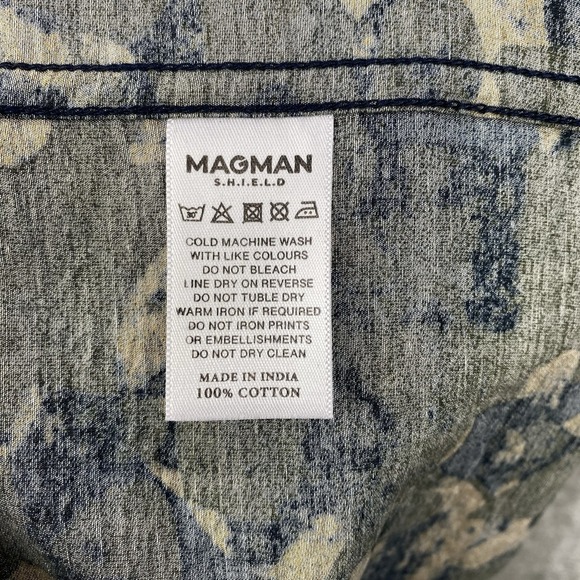 MAGMAN
S.H.I.E.L.D
30°
COLD MACHINE WASH
WITH LIKE COLOURS
DO NOT BLEACH
LINE DRY ON REVERSE
DO NOT TUBLE DRY
WARM IRON IF REQUIRED
DO NOT IRON PRINTS
OR EMBELLISHMENTS
DO NOT DRY CLEAN
MADE IN INDIA
100% COTTON